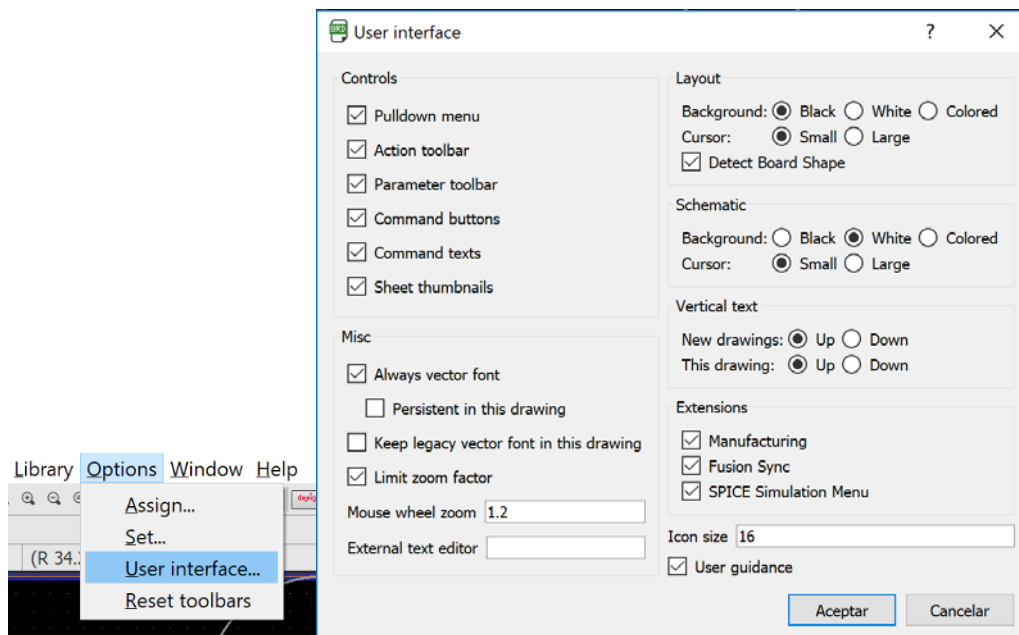 Library Options Window Help
Assign...
Set...
User interface...
Reset toolbars
(R 34.
BRD User interface ?
Controls
Pulldown menu
Action toolbar
Parameter toolbar
Command buttons
Command texts
Sheet thumbnails
Misc
Always vector font
Persistent in this drawing
Keep legacy vector font in this drawing
Limit zoom factor
Mouse wheel zoom 1.2
External text editor
Layout
Background: Black White Colored
Cursor: Small Large
Detect Board Shape
Schematic
Background: Black White Colored
Cursor: Small Large
Vertical text
New drawings: Up Down
This drawing: Up Down
Extensions
Manufacturing
Fusion Sync
SPICE Simulation Menu
Icon size 16
User guidance
Aceptar Cancelar